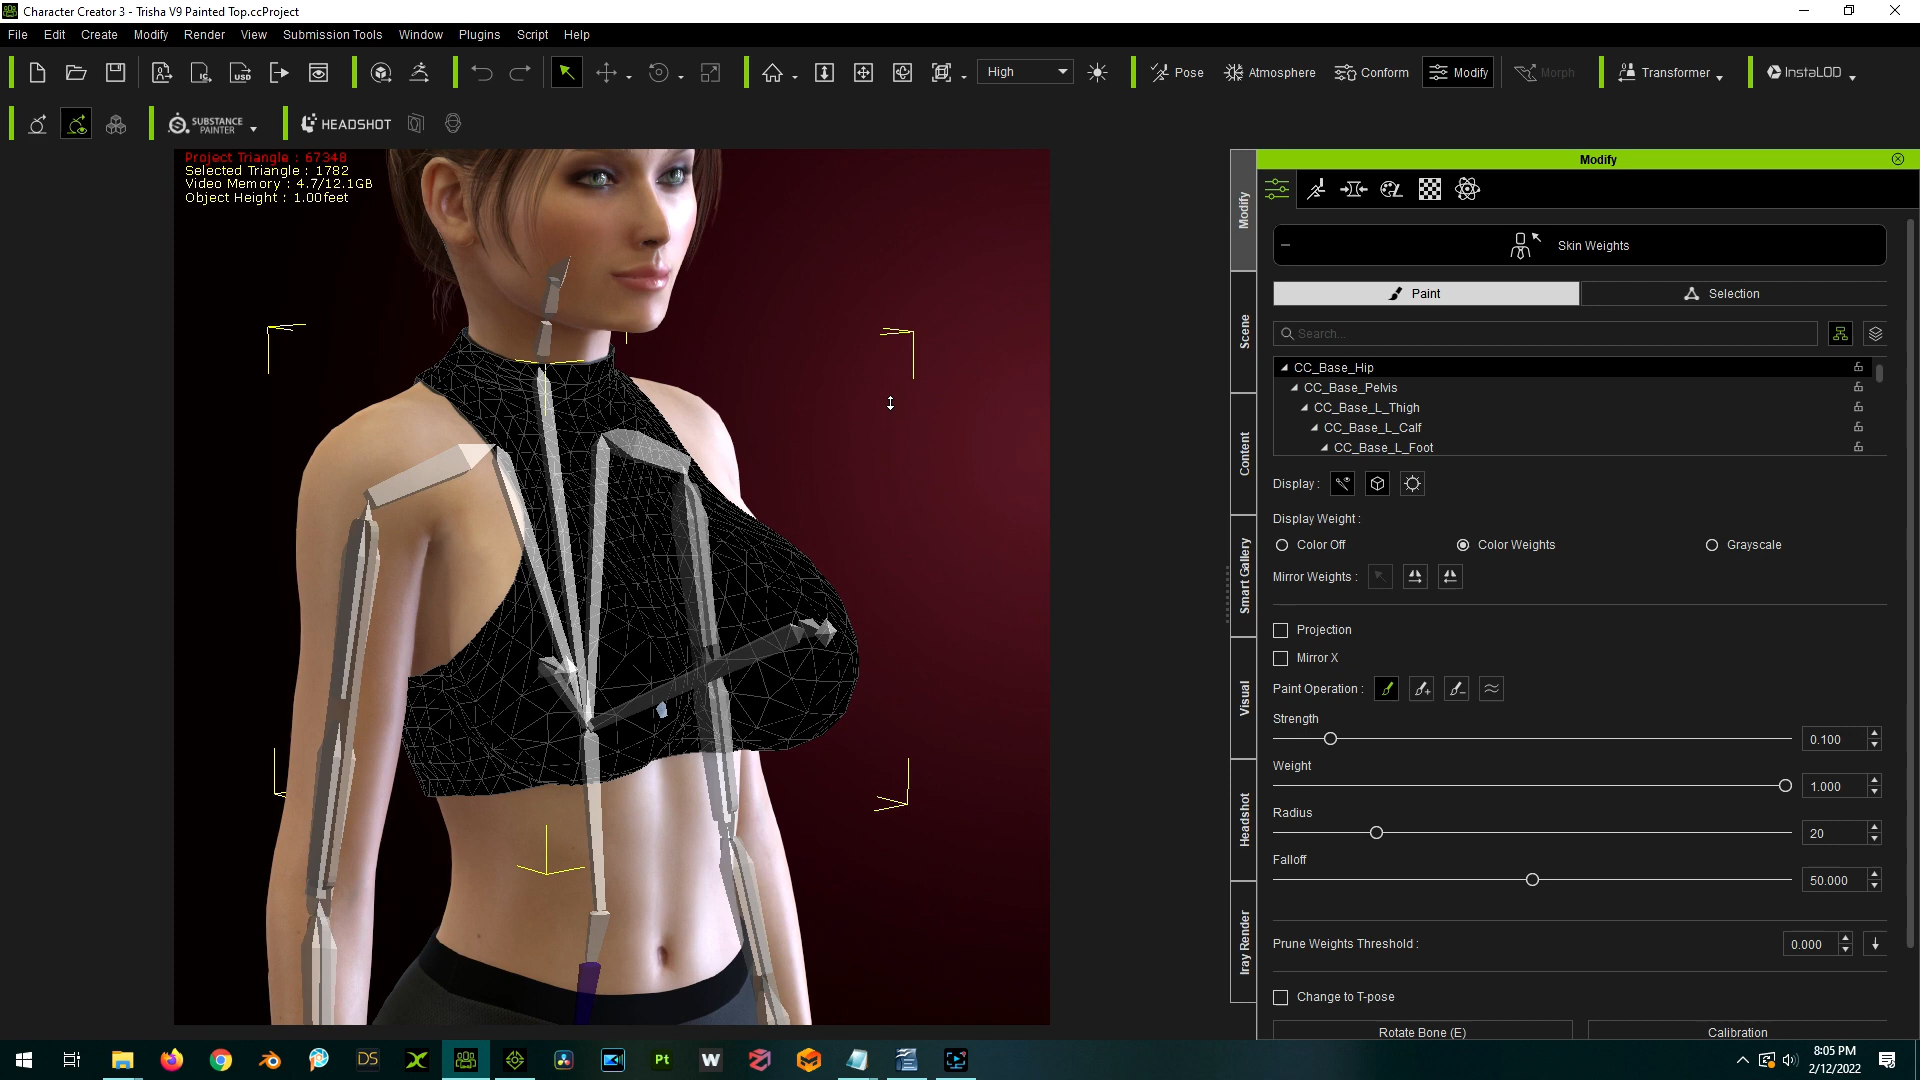 Character Creator 3 - Trisha V9 Painted Top.ccProject
File Edit Create Modify Render View Submission Tools Window Plugins Script Help
High Pose Atmosphere Conform Modify Morph Transformer InstaLOD
SUBSTANCE PAINTER HEADSHOT
Project Triangle : 67348
Selected Triangle : 1782
Video Memory : 4.7/12.1GB
Object Height : 1.00feet
Modify
Scene
Content
Smart Gallery
Visual
Headshot
Iray Render
Modify
Skin Weights
Paint Selection
Search...
CC_Base_Hip
CC_Base_Pelvis
CC_Base_L_Thigh
CC_Base_L_Calf
CC_Base_L_Foot
Display :
Display Weight :
Color Off Color Weights Grayscale
Mirror Weights :
Projection
Mirror X
Paint Operation :
Strength
0.100
Weight
1.000
Radius
20
Falloff
50.000
Prune Weights Threshold : 0.000
Change to T-pose
Rotate Bone (E) Calibration
DS Pt W
8:05 PM
2/12/2022